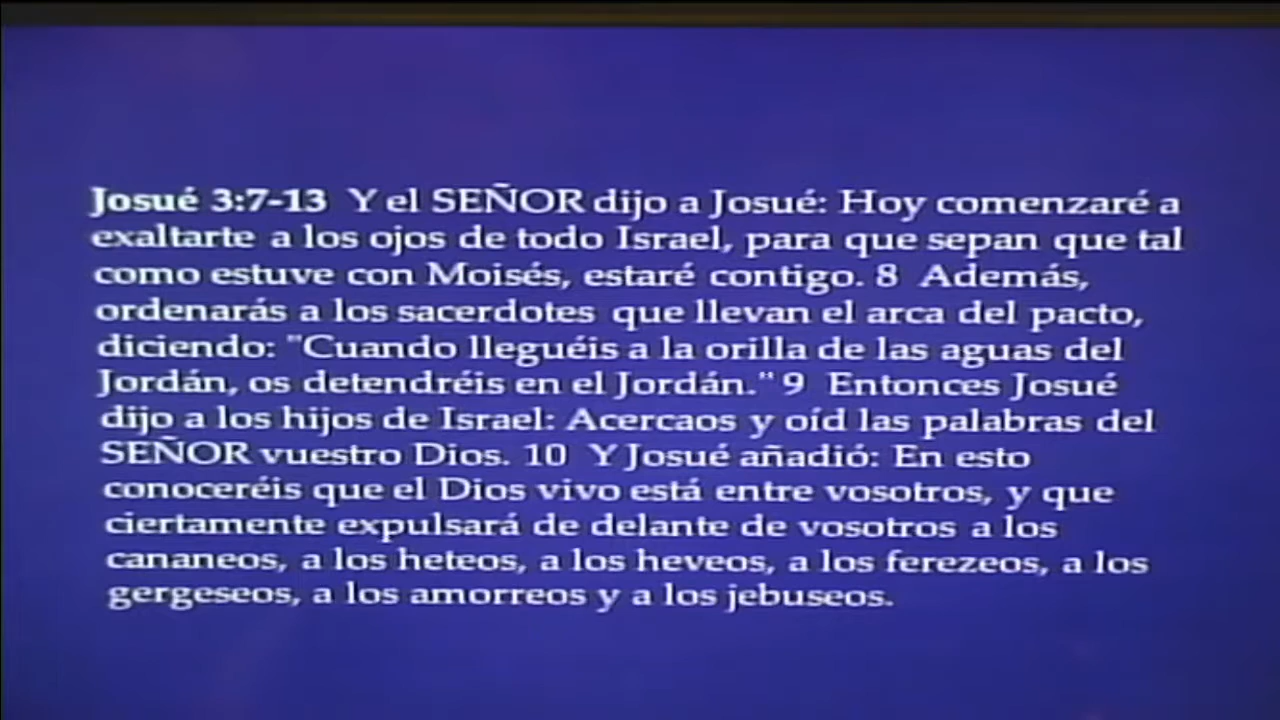 Josué 3:7-13 Y el SEÑOR dijo a Josué: Hoy comenzaré a
exaltarte a los ojos de todo Israel, para que sepan que tal
como estuve con Moisés, estaré contigo. 8 Además,
ordenarás a los sacerdotes que llevan el arca del pacto,
diciendo: "Cuando lleguéis a la orilla de las aguas del
Jordán, os detendréis en el Jordán." 9 Entonces Josué
dijo a los hijos de Israel: Acercaos y oíd las palabras del
SEÑOR vuestro Dios. 10 Y Josué añadió: En esto
conoceréis que el Dios vivo está entre vosotros, y que
ciertamente expulsará de delante de vosotros a los
cananeos, a los heteos, a los heveos, a los ferezeos, a los
gergeseos, a los amorreos y a los jebuseos.